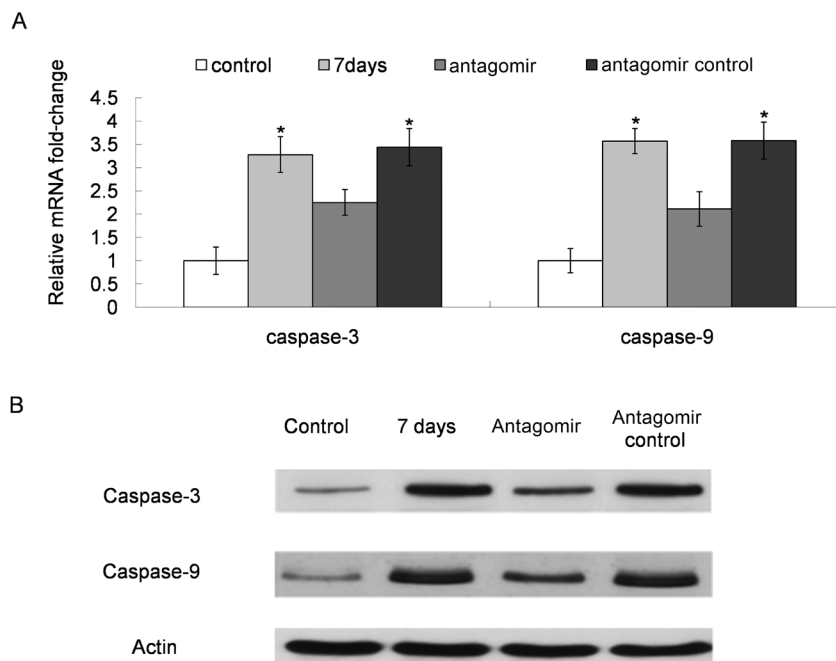 A
control 7days antagomir antagomir control
Relative mRNA fold-change
4.5
4
3.5
3
2.5
2
1.5
1
0.5
0
* * * *
caspase-3 caspase-9
B
Control 7 days Antagomir Antagomir control
Caspase-3
Caspase-9
Actin